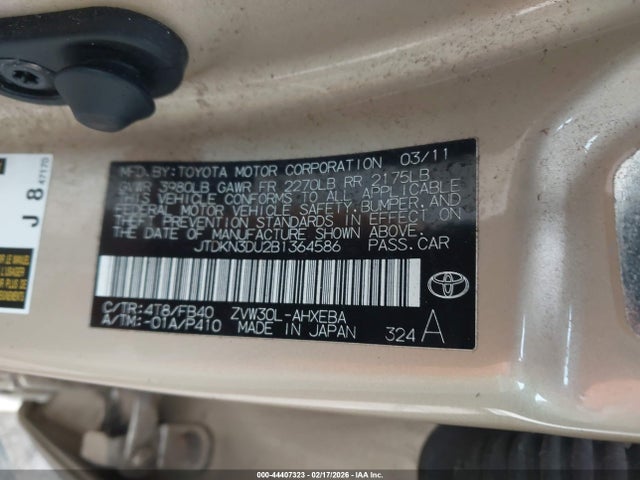 MFD.BY:TOYOTA MOTOR CORPORATION 03/11
GVWR 3980LB GAWR FR 2270LB RR 2175LB
THIS VEHICLE CONFORMS TO ALL APPLICABLE
FEDERAL MOTOR VEHICLE SAFETY, BUMPER, AND
THEFT PREVENTION STANDARDS IN EFFECT ON
THE DATE OF MANUFACTURE SHOWN ABOVE.
JTDKN3DU2B1364586 PASS.CAR
C/TR:4T8/FB40 ZVW30L-AHXEBA
A/TM:-01A/P410 MADE IN JAPAN 324 A
J 8 47170
000-44407323 - 02/17/2026 - IAA Inc.